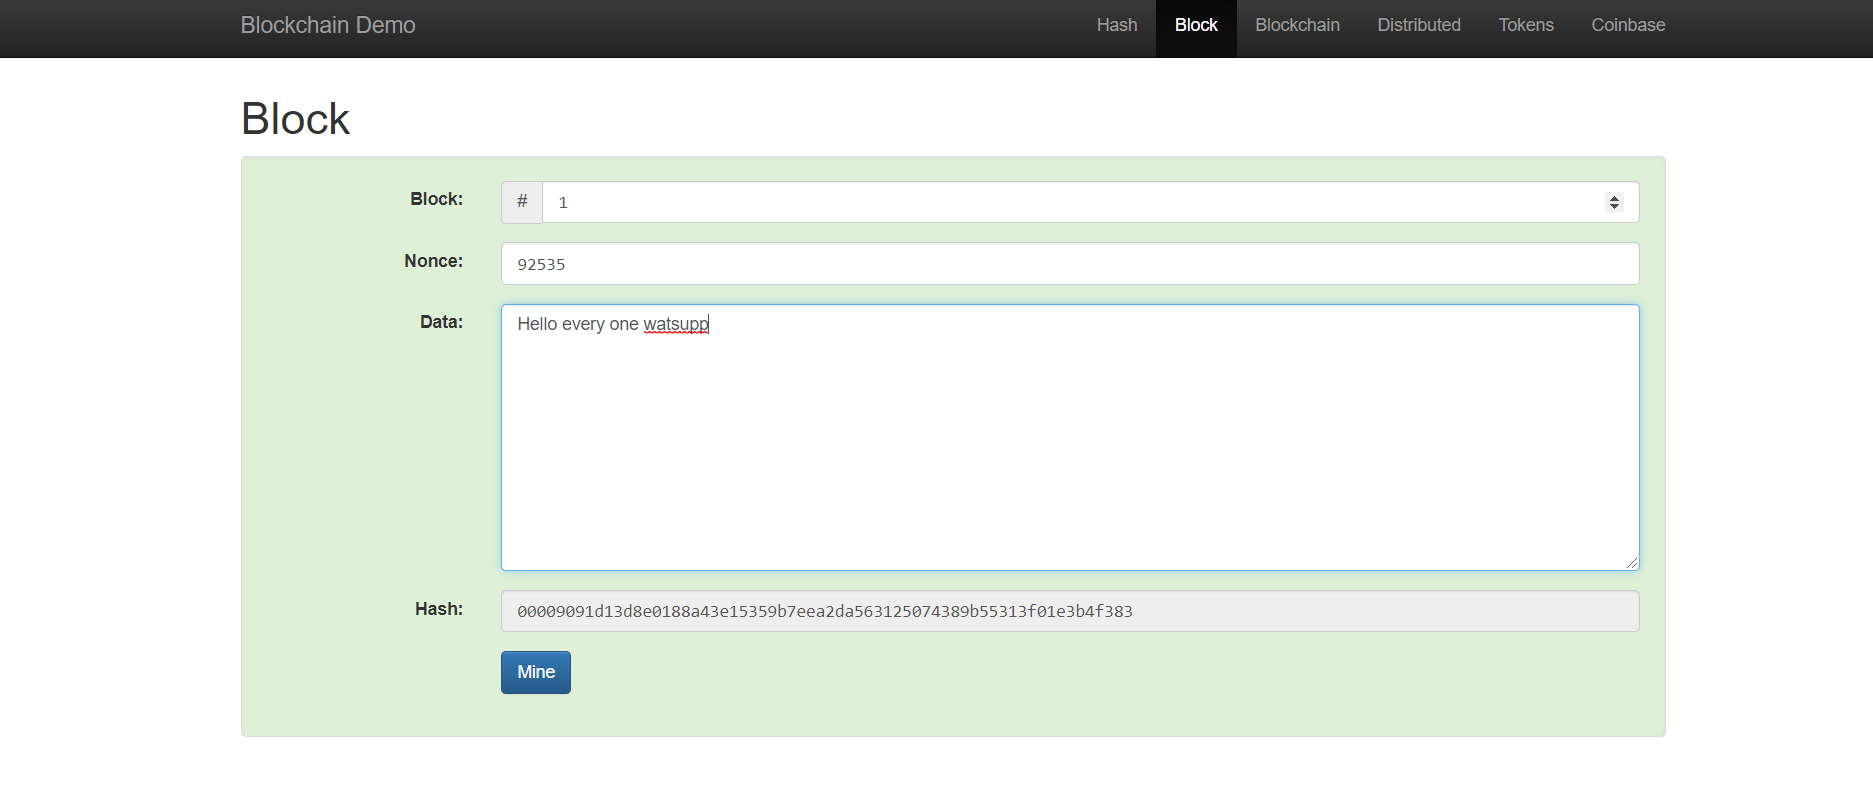 Blockchain Demo Hash Block Blockchain Distributed Tokens Coinbase
Block
Block: # 1
Nonce: 92535
Data: Hello every one watsupp
Hash: 00009091d13d8e0188a43e15359b7eea2da563125074389b55313f01e3b4f383
Mine